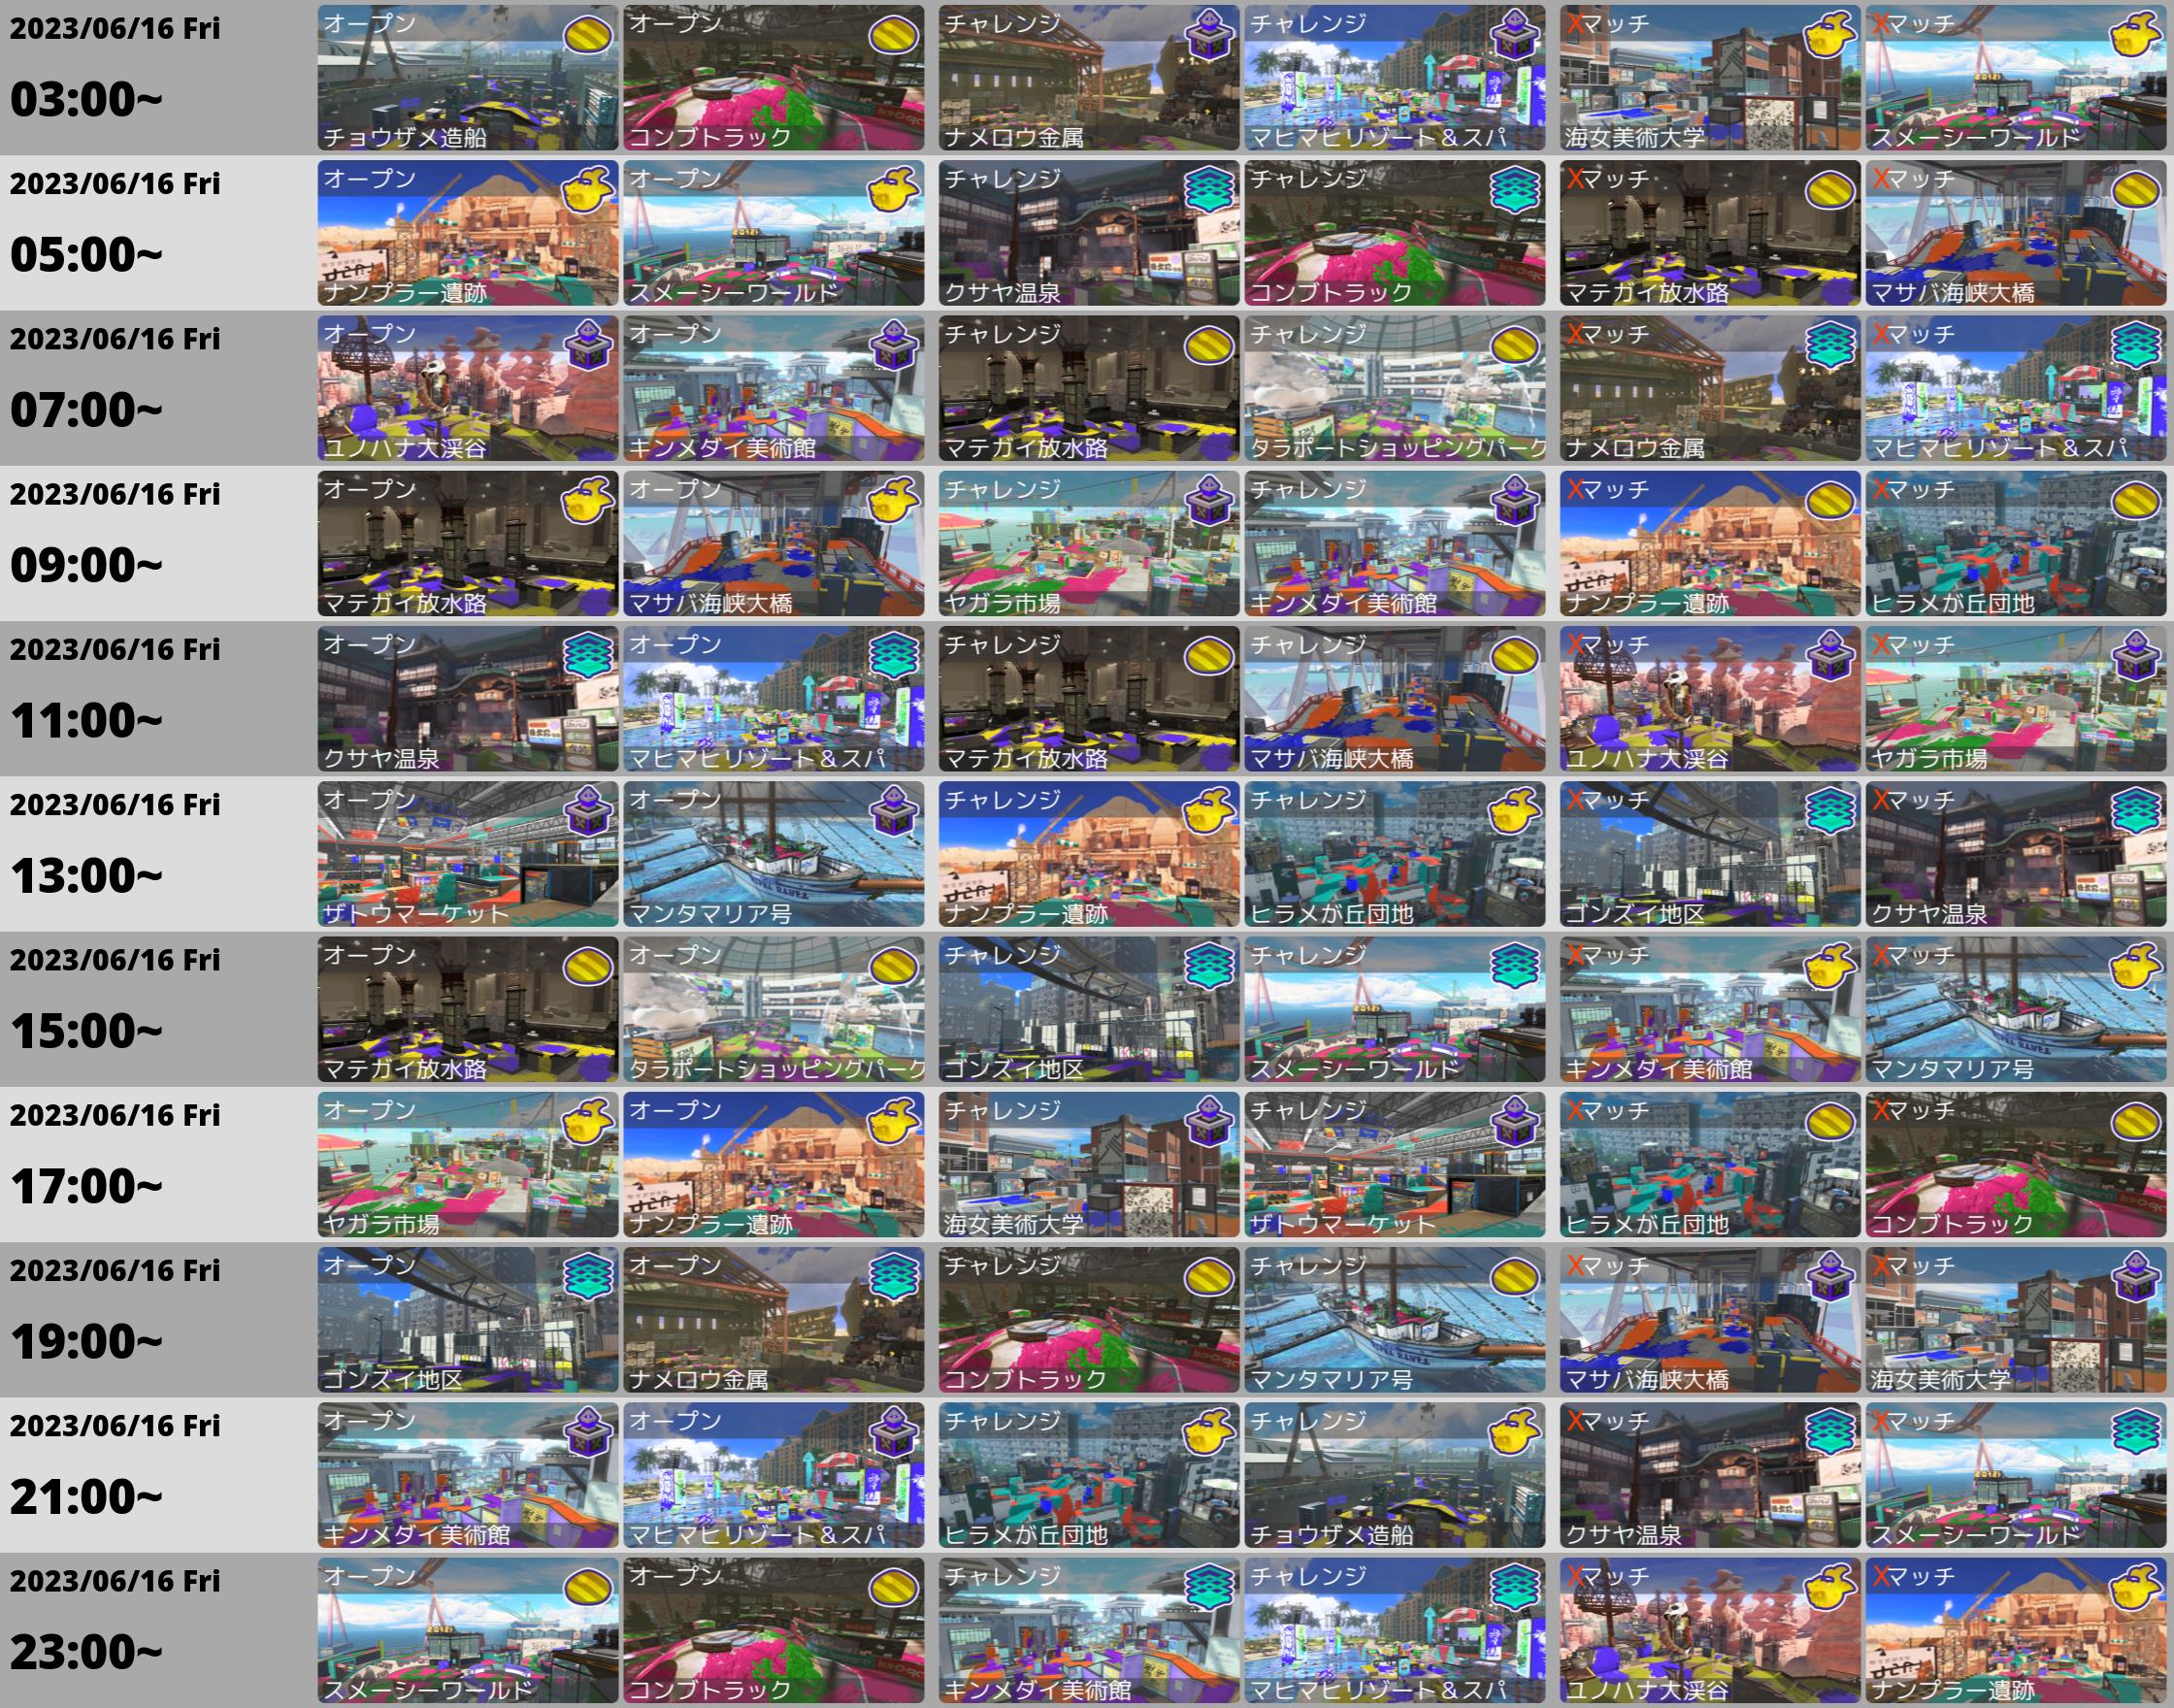 2023/06/16 Fri
03:00~
オープン
チョウザメ造船
オープン
コンブトラック
チャレンジ
ナメロウ金属
チャレンジ
マヒマヒリゾート＆スパ
Xマッチ
海女美術大学
Xマッチ
スメーシーワールド
2023/06/16 Fri
05:00~
オープン
ナンプラー遺跡
オープン
スメーシーワールド
チャレンジ
クサヤ温泉
チャレンジ
コンブトラック
Xマッチ
マテガイ放水路
Xマッチ
マサバ海峡大橋
2023/06/16 Fri
07:00~
オープン
ユノハナ大渓谷
オープン
キンメダイ美術館
チャレンジ
マテガイ放水路
チャレンジ
タラポートショッピングパーク
Xマッチ
ナメロウ金属
Xマッチ
マヒマヒリゾート＆スパ
2023/06/16 Fri
09:00~
オープン
マテガイ放水路
オープン
マサバ海峡大橋
チャレンジ
ヤガラ市場
チャレンジ
キンメダイ美術館
Xマッチ
ナンプラー遺跡
Xマッチ
ヒラメが丘団地
2023/06/16 Fri
11:00~
オープン
クサヤ温泉
オープン
マヒマヒリゾート＆スパ
チャレンジ
マテガイ放水路
チャレンジ
マサバ海峡大橋
Xマッチ
ユノハナ大渓谷
Xマッチ
ヤガラ市場
2023/06/16 Fri
13:00~
オープン
ザトウマーケット
オープン
マンタマリア号
チャレンジ
ナンプラー遺跡
チャレンジ
ヒラメが丘団地
Xマッチ
ゴンズイ地区
Xマッチ
クサヤ温泉
2023/06/16 Fri
15:00~
オープン
マテガイ放水路
オープン
タラポートショッピングパーク
チャレンジ
ゴンズイ地区
チャレンジ
スメーシーワールド
Xマッチ
キンメダイ美術館
Xマッチ
マンタマリア号
2023/06/16 Fri
17:00~
オープン
ヤガラ市場
オープン
ナンプラー遺跡
チャレンジ
海女美術大学
チャレンジ
ザトウマーケット
Xマッチ
ヒラメが丘団地
Xマッチ
コンブトラック
2023/06/16 Fri
19:00~
オープン
ゴンズイ地区
オープン
ナメロウ金属
チャレンジ
コンブトラック
チャレンジ
マンタマリア号
Xマッチ
マサバ海峡大橋
Xマッチ
海女美術大学
2023/06/16 Fri
21:00~
オープン
キンメダイ美術館
オープン
マヒマヒリゾート＆スパ
チャレンジ
ヒラメが丘団地
チャレンジ
チョウザメ造船
Xマッチ
クサヤ温泉
Xマッチ
スメーシーワールド
2023/06/16 Fri
23:00~
オープン
スメーシーワールド
オープン
コンブトラック
チャレンジ
キンメダイ美術館
チャレンジ
マヒマヒリゾート＆スパ
Xマッチ
ユノハナ大渓谷
Xマッチ
ナンプラー遺跡